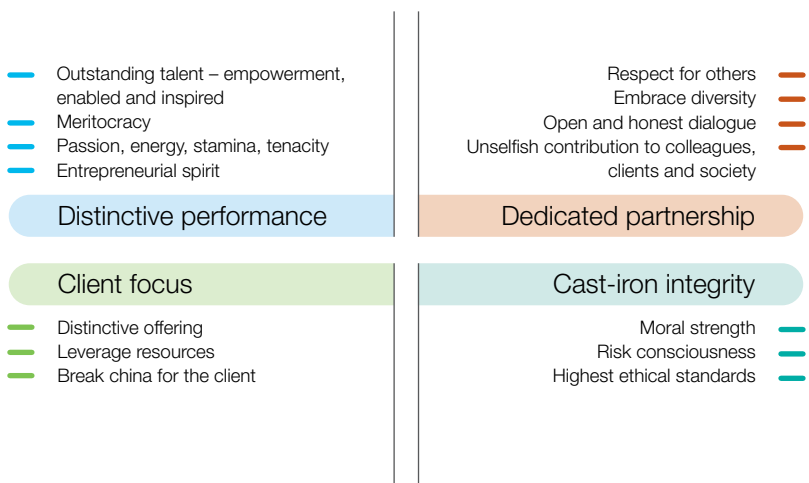 Outstanding talent – empowerment,
enabled and inspired
Meritocracy
Passion, energy, stamina, tenacity
Entrepreneurial spirit
Distinctive performance
Respect for others
Embrace diversity
Open and honest dialogue
Unselfish contribution to colleagues,
clients and society
Dedicated partnership
Client focus
Distinctive offering
Leverage resources
Break china for the client
Cast-iron integrity
Moral strength
Risk consciousness
Highest ethical standards